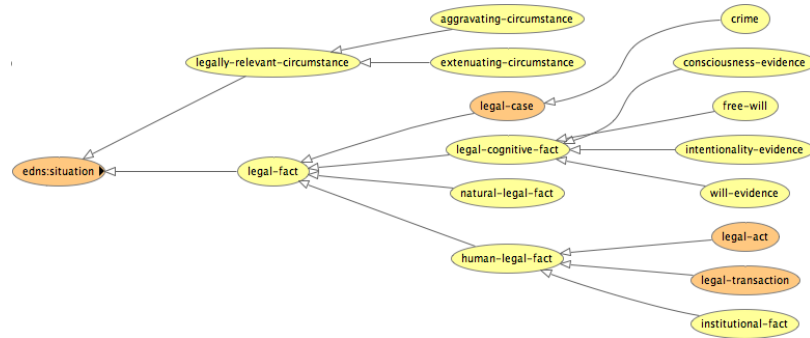 aggravating-circumstance
crime
legally-relevant-circumstance
extenuating-circumstance
consciousness-evidence
legal-case
free-will
legal-cognitive-fact
intentionality-evidence
edns:situation
legal-fact
natural-legal-fact
will-evidence
legal-act
human-legal-fact
legal-transaction
institutional-fact